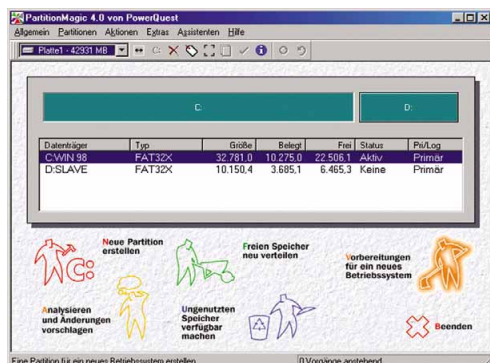 PartitionMagic 4.0 von PowerQuest
Allgemein Partitionen Aktionen Extras Assistenten Hilfe
Platte1 - 42931 MB C:
C: D:
Datenträger Typ Größe Belegt Frei Status Pri/Log
C:WIN 98 FAT32X 32.781,0 10.275,0 22.506,1 Aktiv Primär
D:SLAVE FAT32X 10.150,4 3.685,1 6.465,3 Keine Primär
Neue Partition
erstellen
C:
Freien Speicher
neu verteilen
Vorbereitungen
für ein neues
Betriebssystem
Analysieren
und Änderungen
vorschlagen
Ungenutzten
Speicher
verfügbar
machen
Beenden
Eine Partition für ein neues Betriebssystem erstellen 0 Vorgänge anstehend